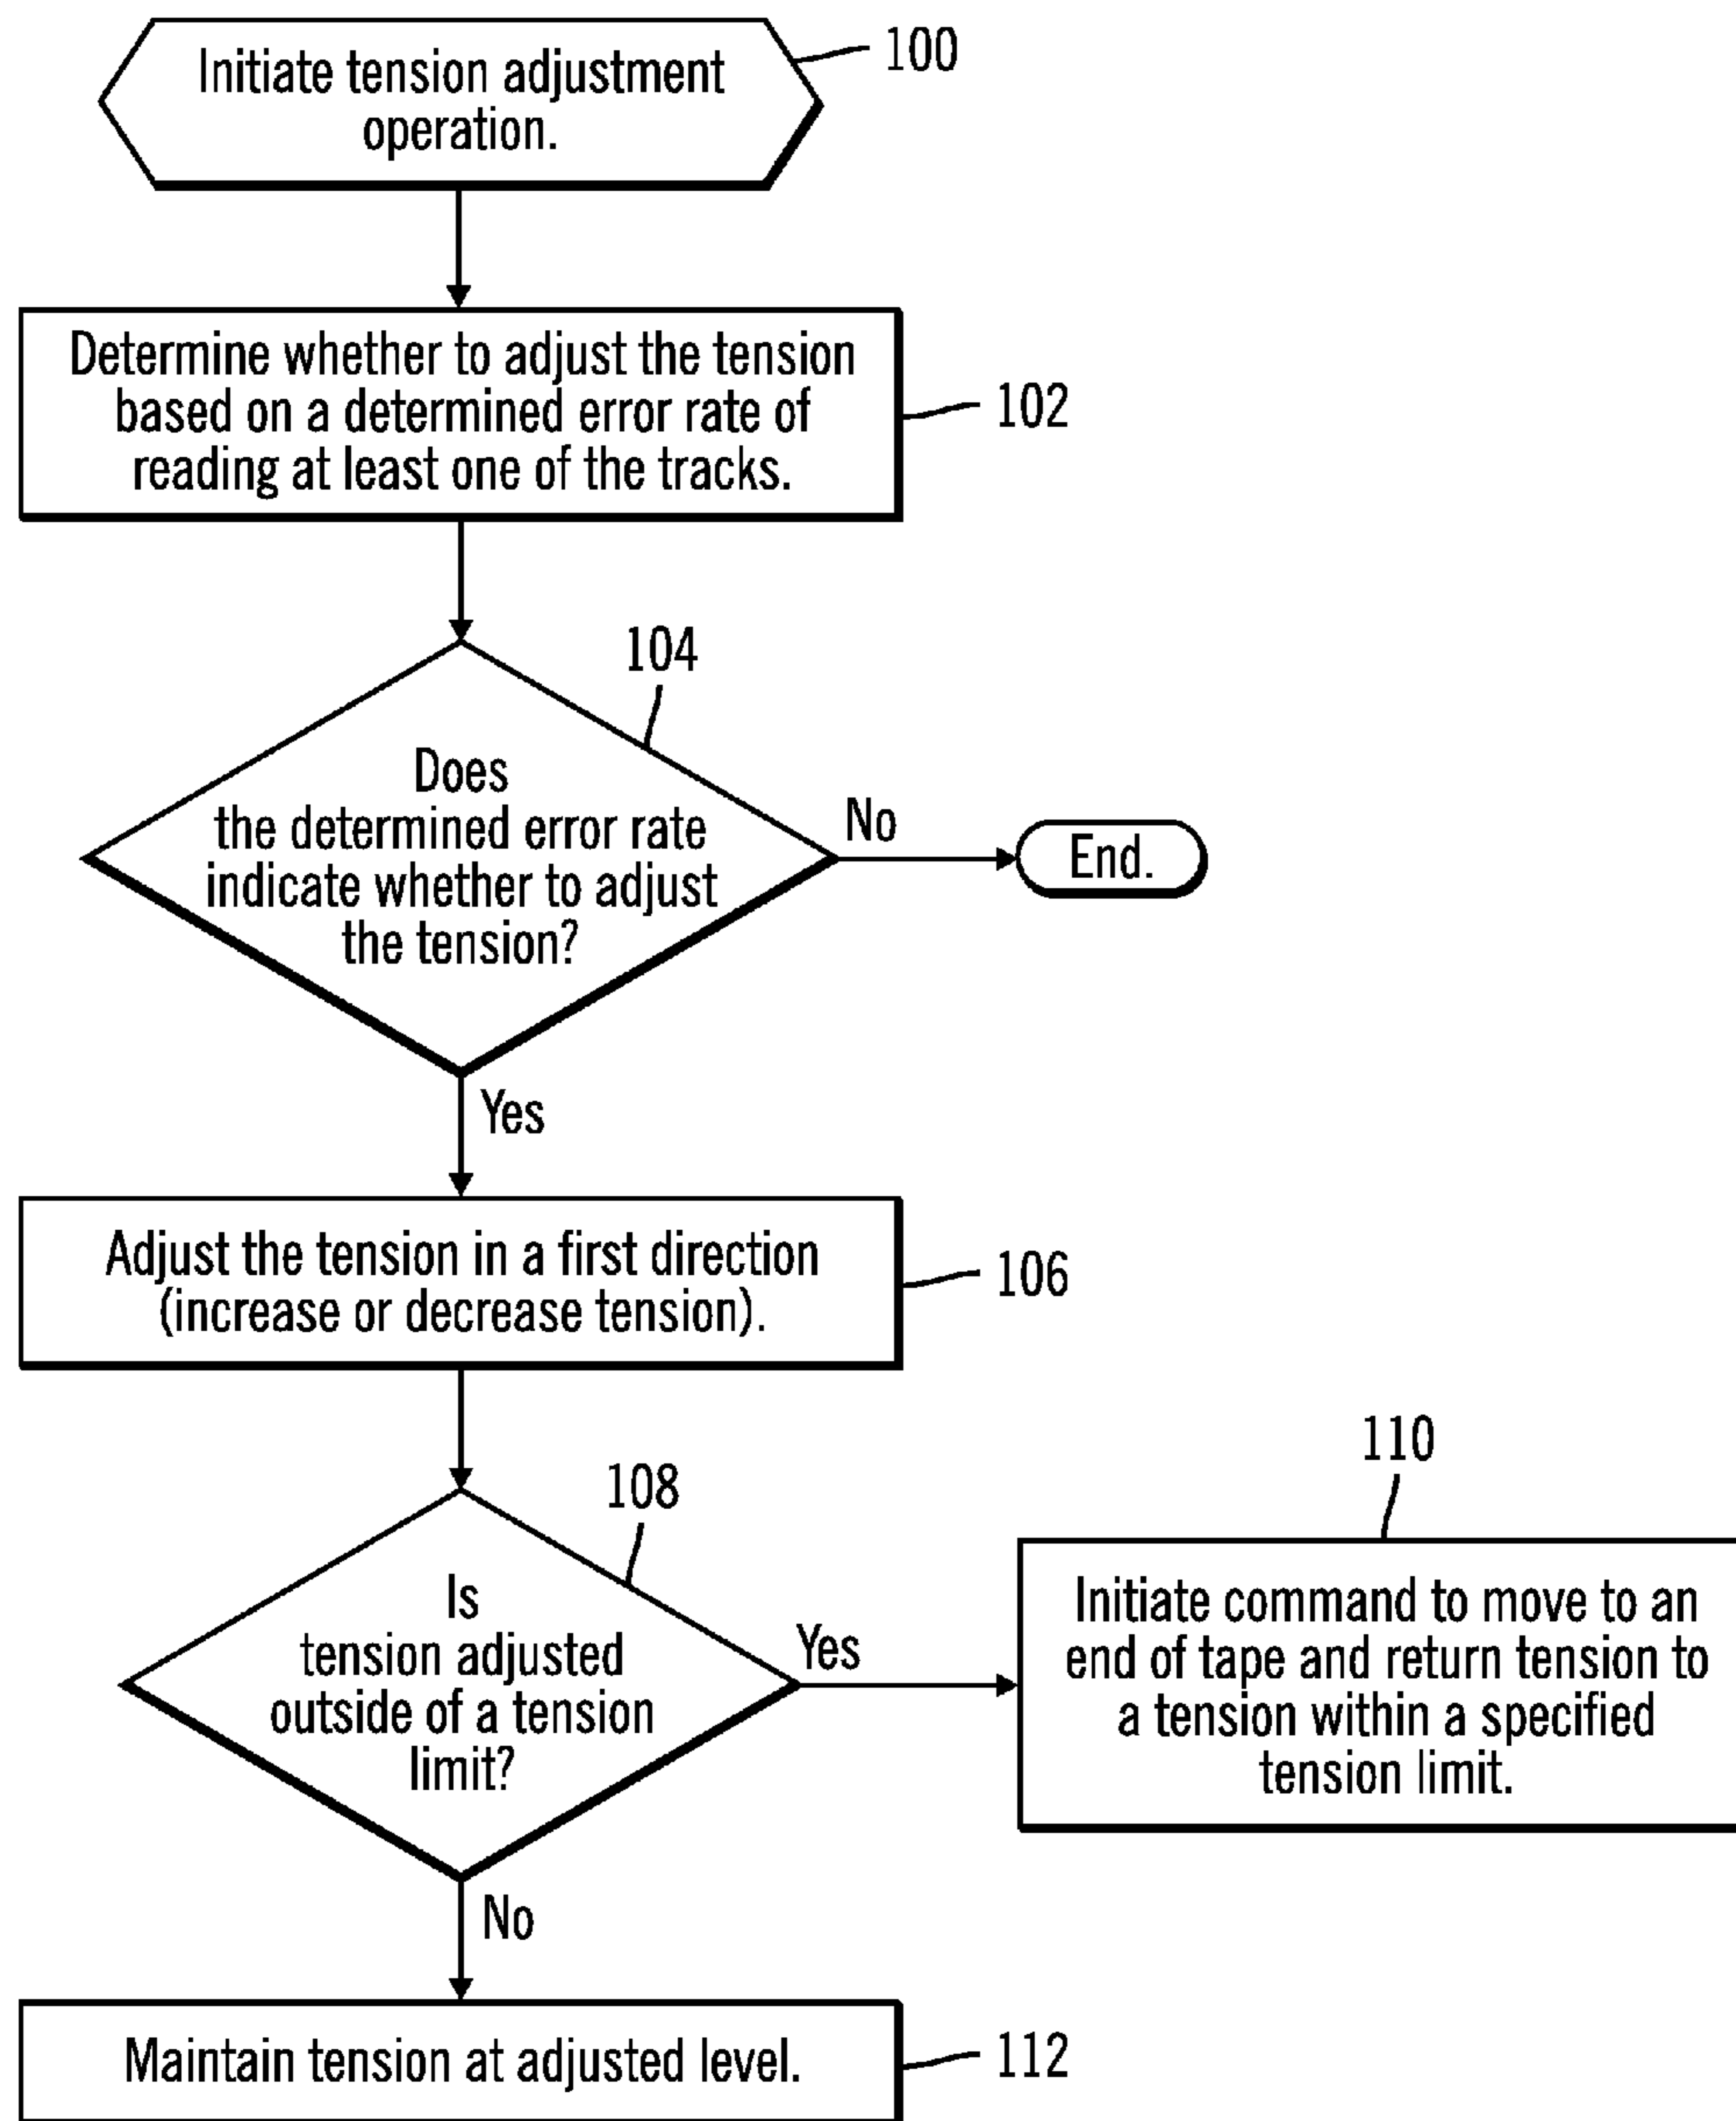 Initiate tension adjustment
operation.
100
Determine whether to adjust the tension
based on a determined error rate of
reading at least one of the tracks.
102
104
Does
the determined error rate
indicate whether to adjust
the tension?
No
End.
Yes
Adjust the tension in a first direction
(increase or decrease tension).
106
108
Is
tension adjusted
outside of a tension
limit?
Yes
110
Initiate command to move to an
end of tape and return tension to
a tension within a specified
tension limit.
No
Maintain tension at adjusted level.
112